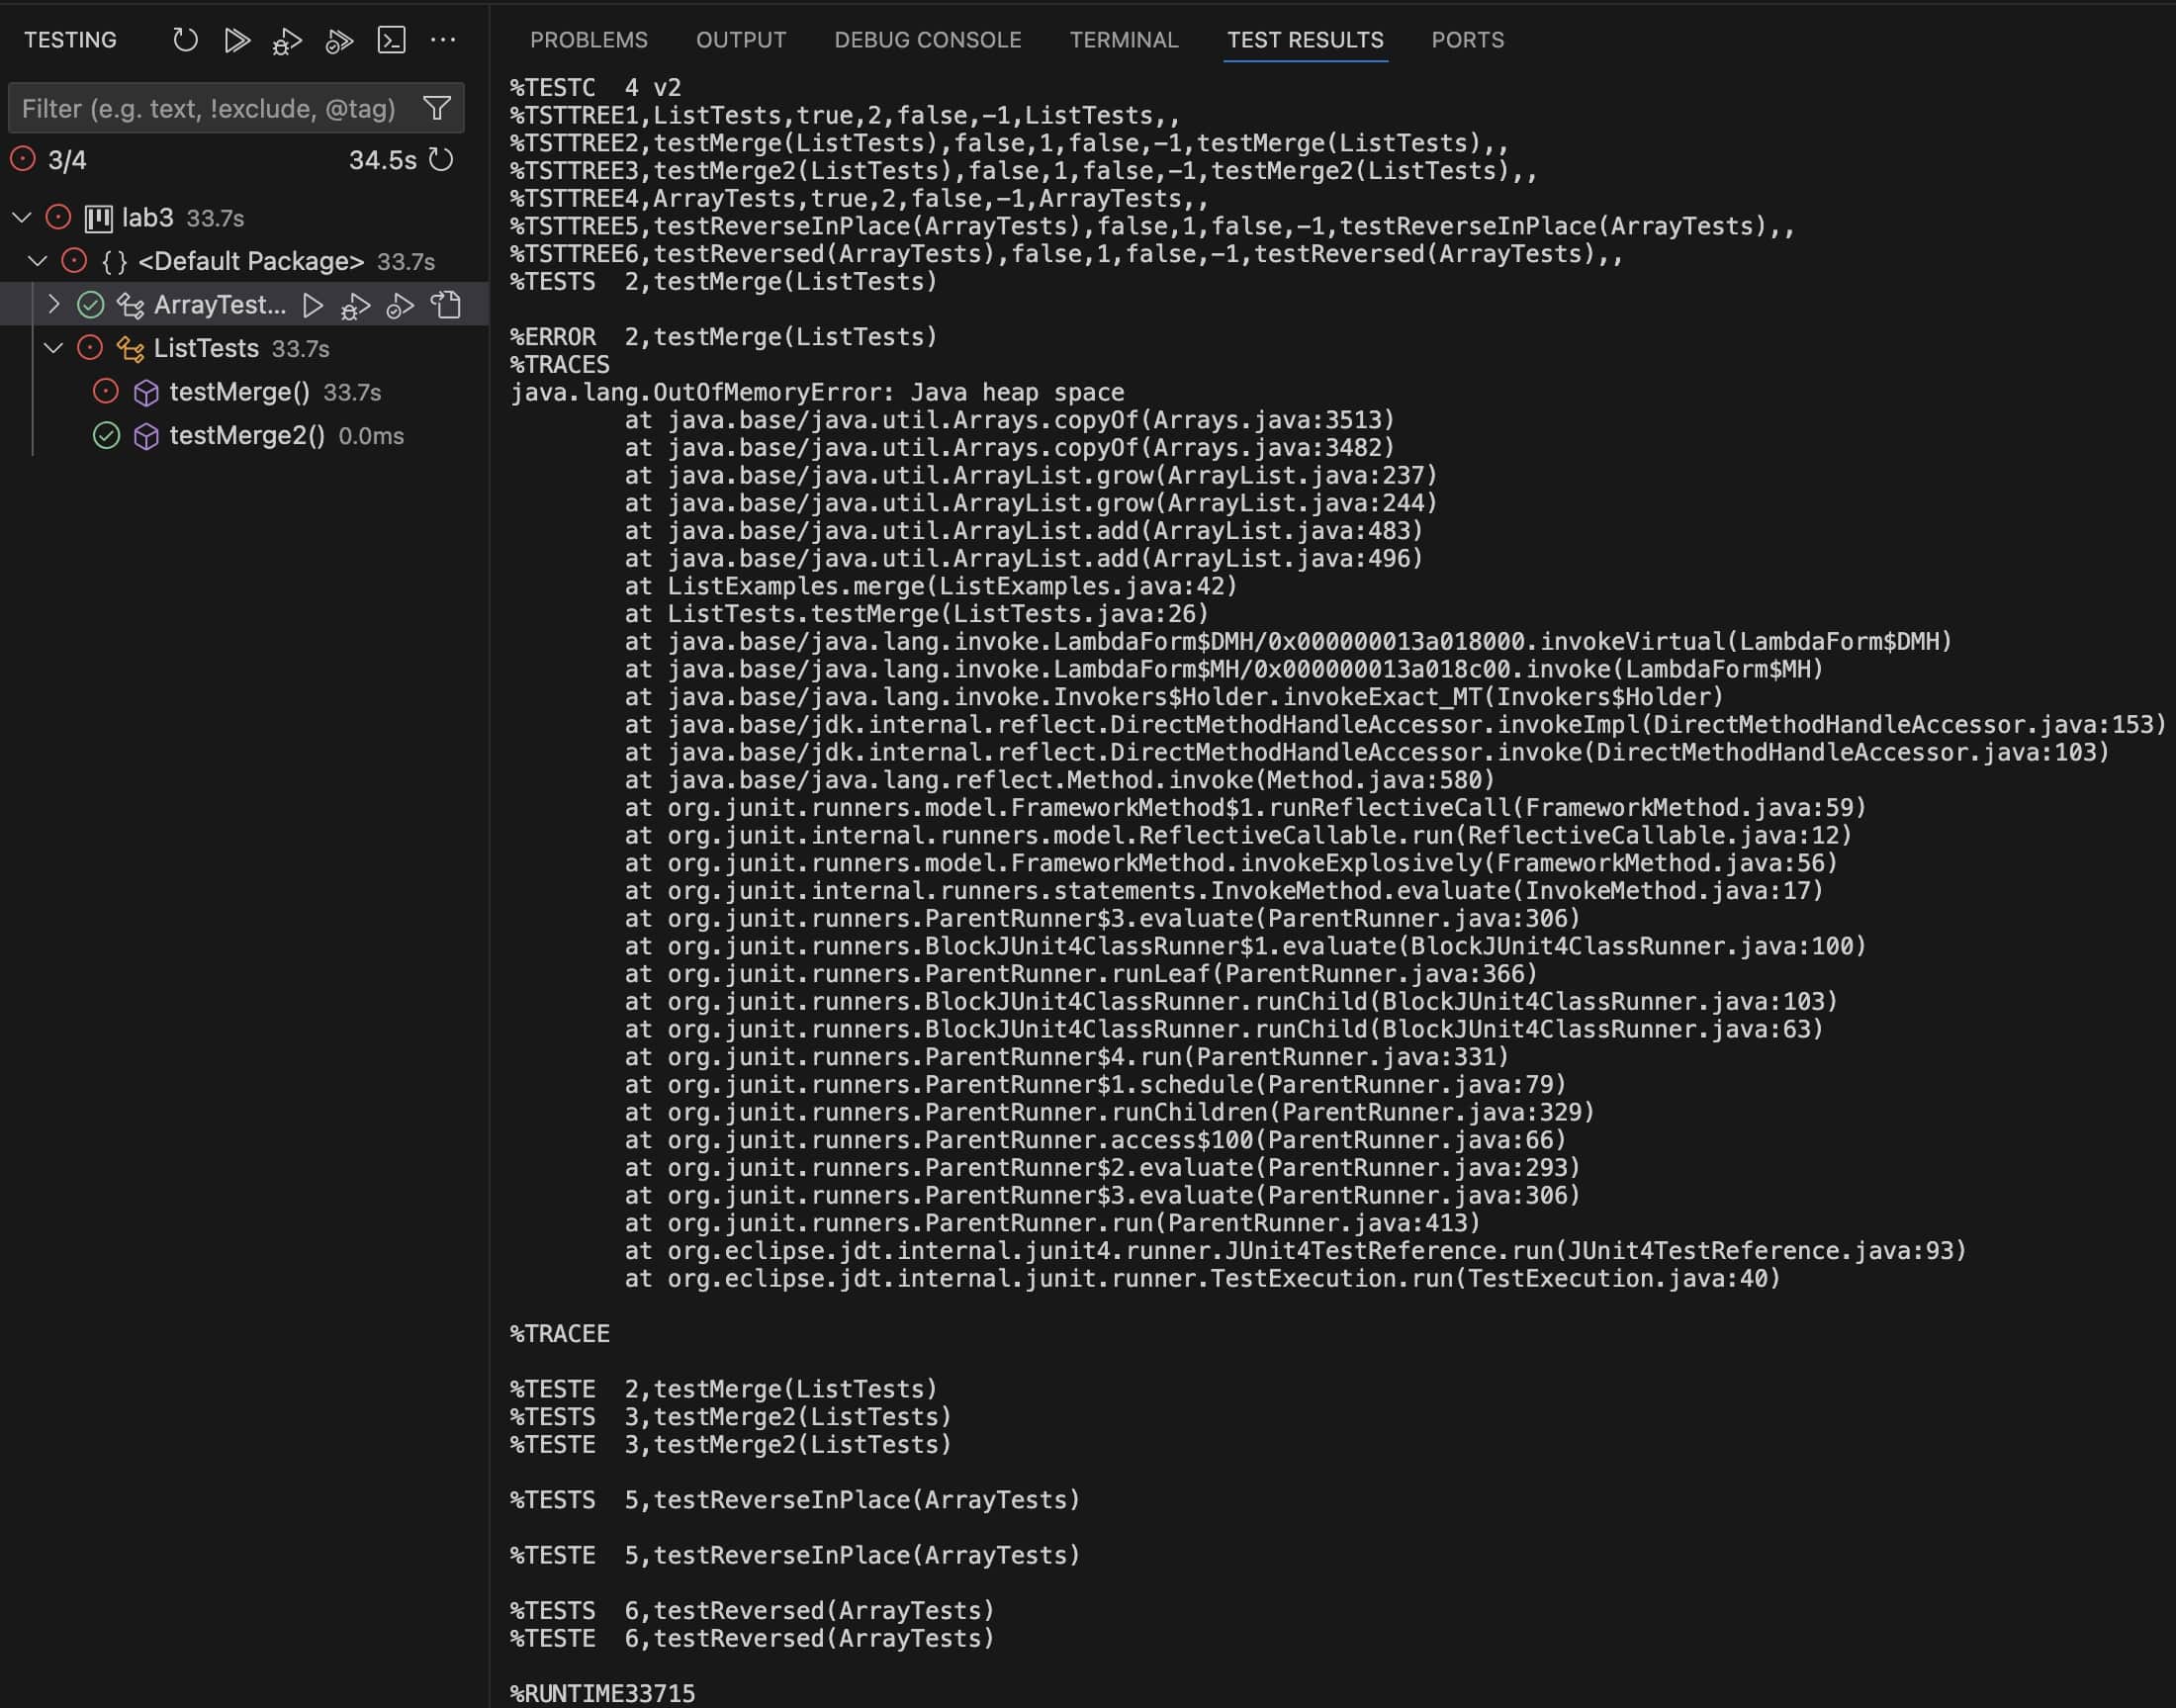 TESTING
Filter (e.g. text, !exclude, @tag)
3/4 34.5s
lab3 33.7s
{} <Default Package> 33.7s
ArrayTest...
ListTests 33.7s
testMerge() 33.7s
testMerge2() 0.0ms
PROBLEMS OUTPUT DEBUG CONSOLE TERMINAL TEST RESULTS PORTS
%TESTC  4 v2
%TSTTREE1,ListTests,true,2,false,-1,ListTests,,
%TSTTREE2,testMerge(ListTests),false,1,false,-1,testMerge(ListTests),,
%TSTTREE3,testMerge2(ListTests),false,1,false,-1,testMerge2(ListTests),,
%TSTTREE4,ArrayTests,true,2,false,-1,ArrayTests,,
%TSTTREE5,testReverseInPlace(ArrayTests),false,1,false,-1,testReverseInPlace(ArrayTests),,
%TSTTREE6,testReversed(ArrayTests),false,1,false,-1,testReversed(ArrayTests),,
%TESTS  2,testMerge(ListTests)
%ERROR  2,testMerge(ListTests)
%TRACES
java.lang.OutOfMemoryError: Java heap space
at java.base/java.util.Arrays.copyOf(Arrays.java:3513)
at java.base/java.util.Arrays.copyOf(Arrays.java:3482)
at java.base/java.util.ArrayList.grow(ArrayList.java:237)
at java.base/java.util.ArrayList.grow(ArrayList.java:244)
at java.base/java.util.ArrayList.add(ArrayList.java:483)
at java.base/java.util.ArrayList.add(ArrayList.java:496)
at ListExamples.merge(ListExamples.java:42)
at ListTests.testMerge(ListTests.java:26)
at java.base/java.lang.invoke.LambdaForm$DMH/0x000000013a018000.invokeVirtual(LambdaForm$DMH)
at java.base/java.lang.invoke.LambdaForm$MH/0x000000013a018c00.invoke(LambdaForm$MH)
at java.base/java.lang.invoke.Invokers$Holder.invokeExact_MT(Invokers$Holder)
at java.base/jdk.internal.reflect.DirectMethodHandleAccessor.invokeImpl(DirectMethodHandleAccessor.java:153)
at java.base/jdk.internal.reflect.DirectMethodHandleAccessor.invoke(DirectMethodHandleAccessor.java:103)
at java.base/java.lang.reflect.Method.invoke(Method.java:580)
at org.junit.runners.model.FrameworkMethod$1.runReflectiveCall(FrameworkMethod.java:59)
at org.junit.internal.runners.model.ReflectiveCallable.run(ReflectiveCallable.java:12)
at org.junit.runners.model.FrameworkMethod.invokeExplosively(FrameworkMethod.java:56)
at org.junit.internal.runners.statements.InvokeMethod.evaluate(InvokeMethod.java:17)
at org.junit.runners.ParentRunner$3.evaluate(ParentRunner.java:306)
at org.junit.runners.BlockJUnit4ClassRunner$1.evaluate(BlockJUnit4ClassRunner.java:100)
at org.junit.runners.ParentRunner.runLeaf(ParentRunner.java:366)
at org.junit.runners.BlockJUnit4ClassRunner.runChild(BlockJUnit4ClassRunner.java:103)
at org.junit.runners.BlockJUnit4ClassRunner.runChild(BlockJUnit4ClassRunner.java:63)
at org.junit.runners.ParentRunner$4.run(ParentRunner.java:331)
at org.junit.runners.ParentRunner$1.schedule(ParentRunner.java:79)
at org.junit.runners.ParentRunner.runChildren(ParentRunner.java:329)
at org.junit.runners.ParentRunner.access$100(ParentRunner.java:66)
at org.junit.runners.ParentRunner$2.evaluate(ParentRunner.java:293)
at org.junit.runners.ParentRunner$3.evaluate(ParentRunner.java:306)
at org.junit.runners.ParentRunner.run(ParentRunner.java:413)
at org.eclipse.jdt.internal.junit4.runner.JUnit4TestReference.run(JUnit4TestReference.java:93)
at org.eclipse.jdt.internal.junit.runner.TestExecution.run(TestExecution.java:40)
%TRACEE
%TESTE  2,testMerge(ListTests)
%TESTS  3,testMerge2(ListTests)
%TESTE  3,testMerge2(ListTests)
%TESTS  5,testReverseInPlace(ArrayTests)
%TESTE  5,testReverseInPlace(ArrayTests)
%TESTS  6,testReversed(ArrayTests)
%TESTE  6,testReversed(ArrayTests)
%RUNTIME33715